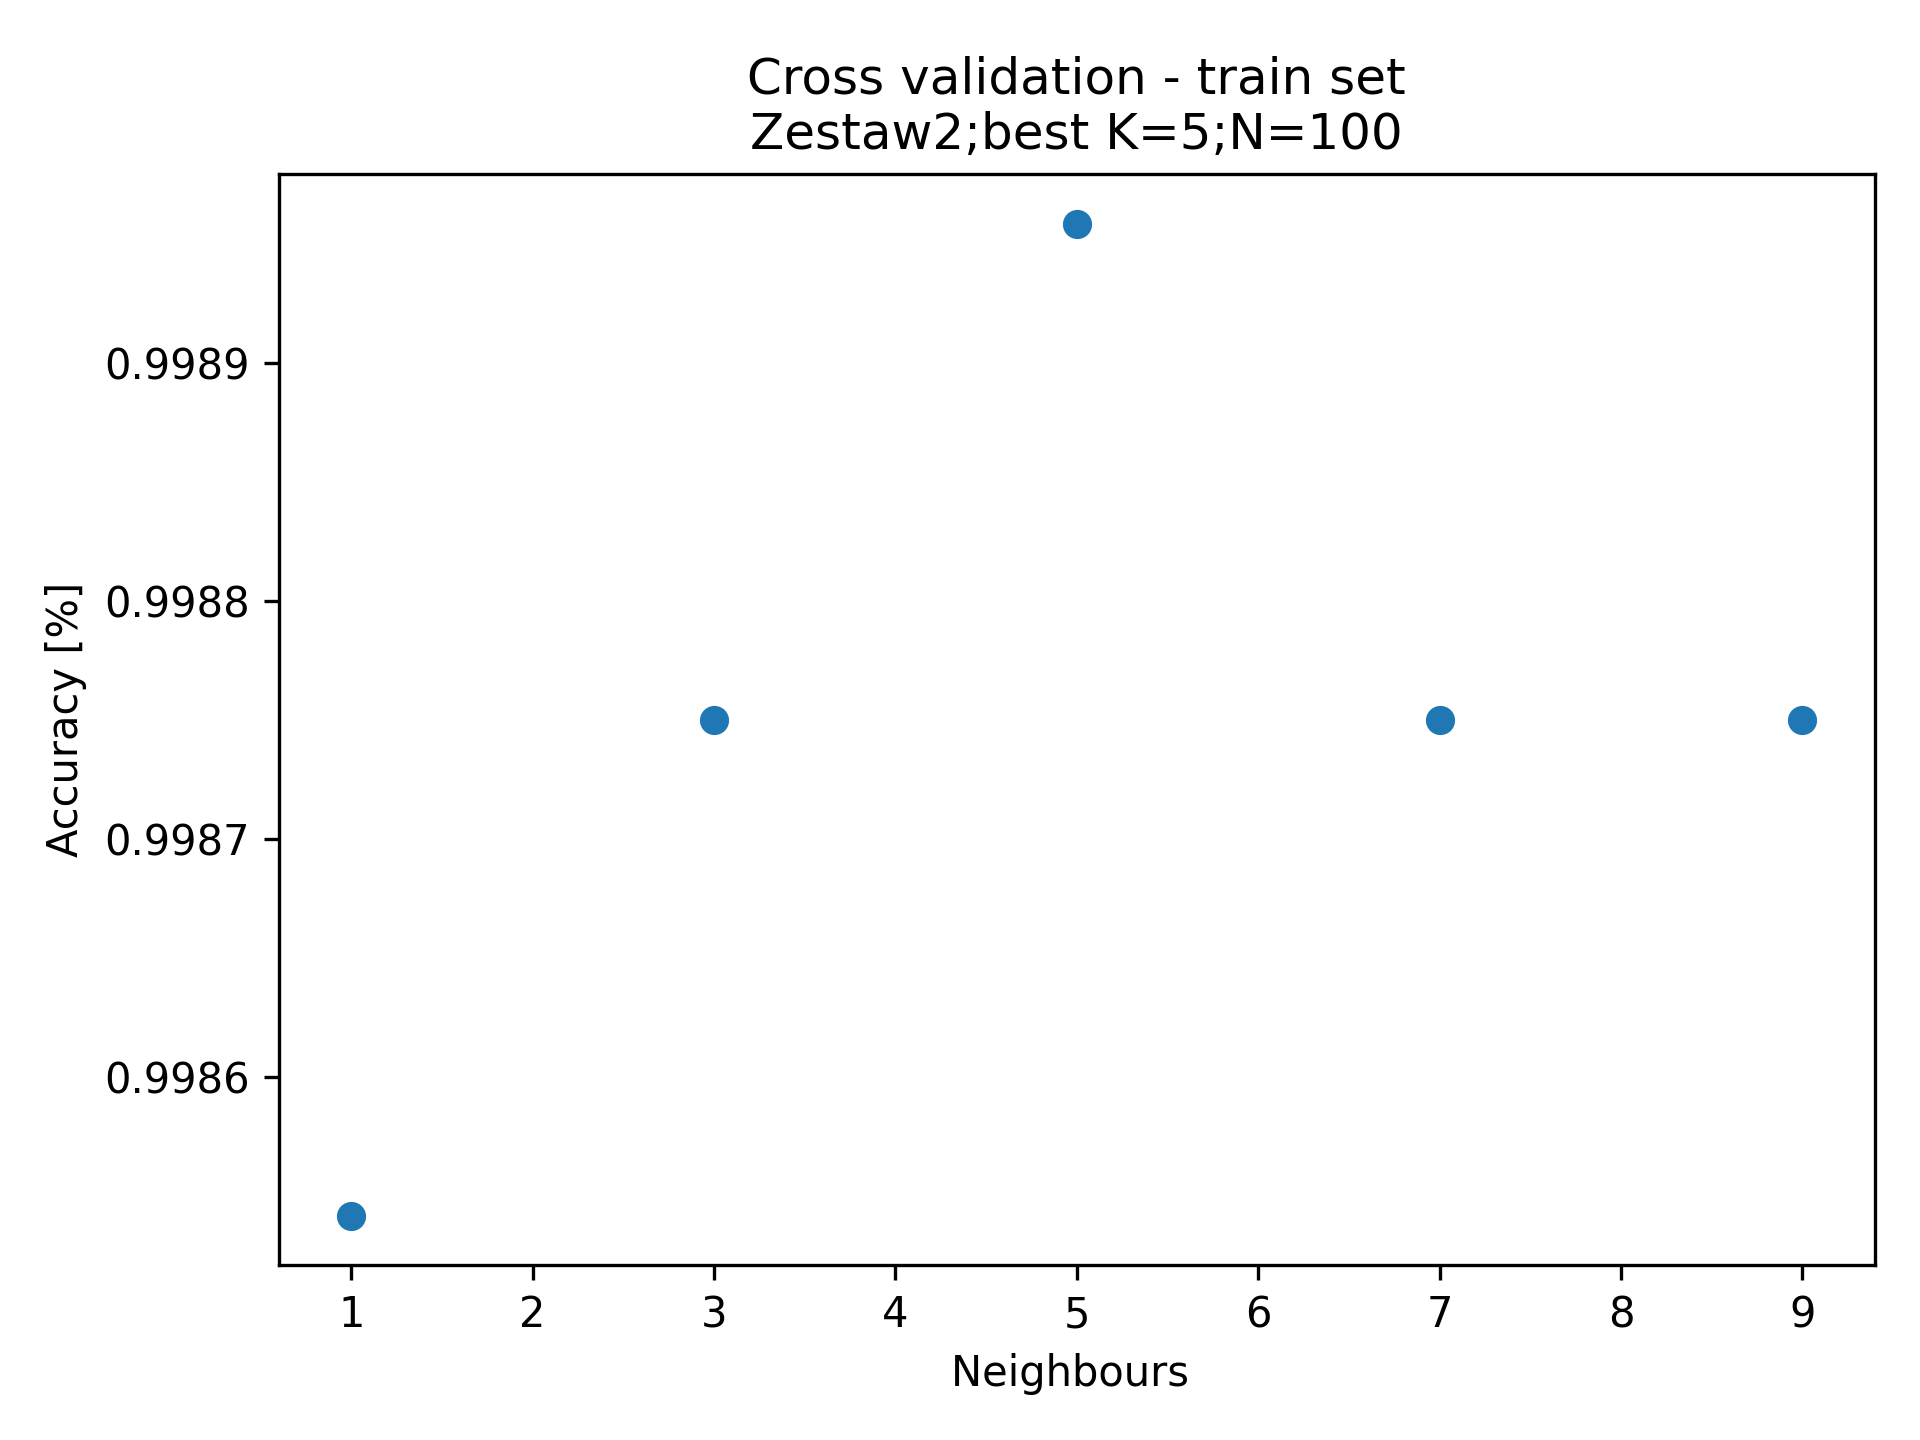 Cross validation - train set
Zestaw2;best K=5;N=100
Accuracy [%]
0.9989
0.9988
0.9987
0.9986
1 2 3 4 5 6 7 8 9
Neighbours